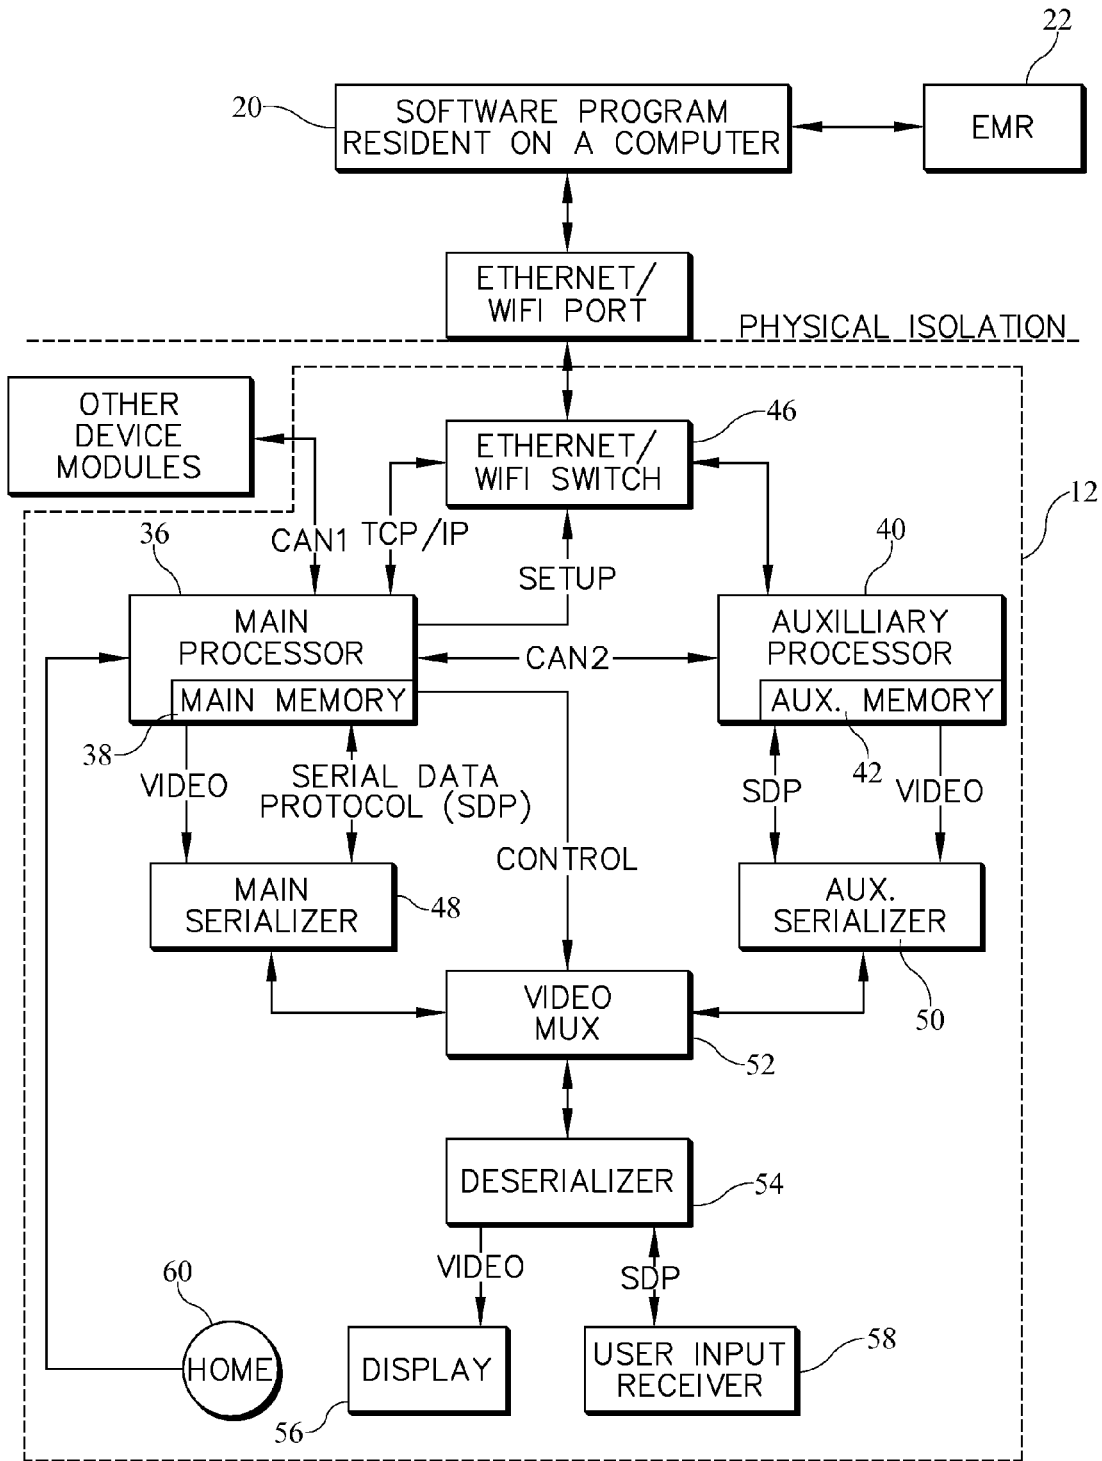 22
20
SOFTWARE PROGRAM
RESIDENT ON A COMPUTER
EMR
ETHERNET/
WIFI PORT
PHYSICAL ISOLATION
OTHER
DEVICE
MODULES
46
ETHERNET/
WIFI SWITCH
12
36
CAN1
TCP/IP
SETUP
40
MAIN
PROCESSOR
MAIN MEMORY
CAN2
AUXILLIARY
PROCESSOR
AUX. MEMORY
38
42
VIDEO
SERIAL DATA
PROTOCOL (SDP)
SDP
VIDEO
CONTROL
MAIN
SERIALIZER
48
AUX.
SERIALIZER
50
VIDEO
MUX
52
DESERIALIZER
54
VIDEO
SDP
60
HOME
DISPLAY
56
USER INPUT
RECEIVER
58